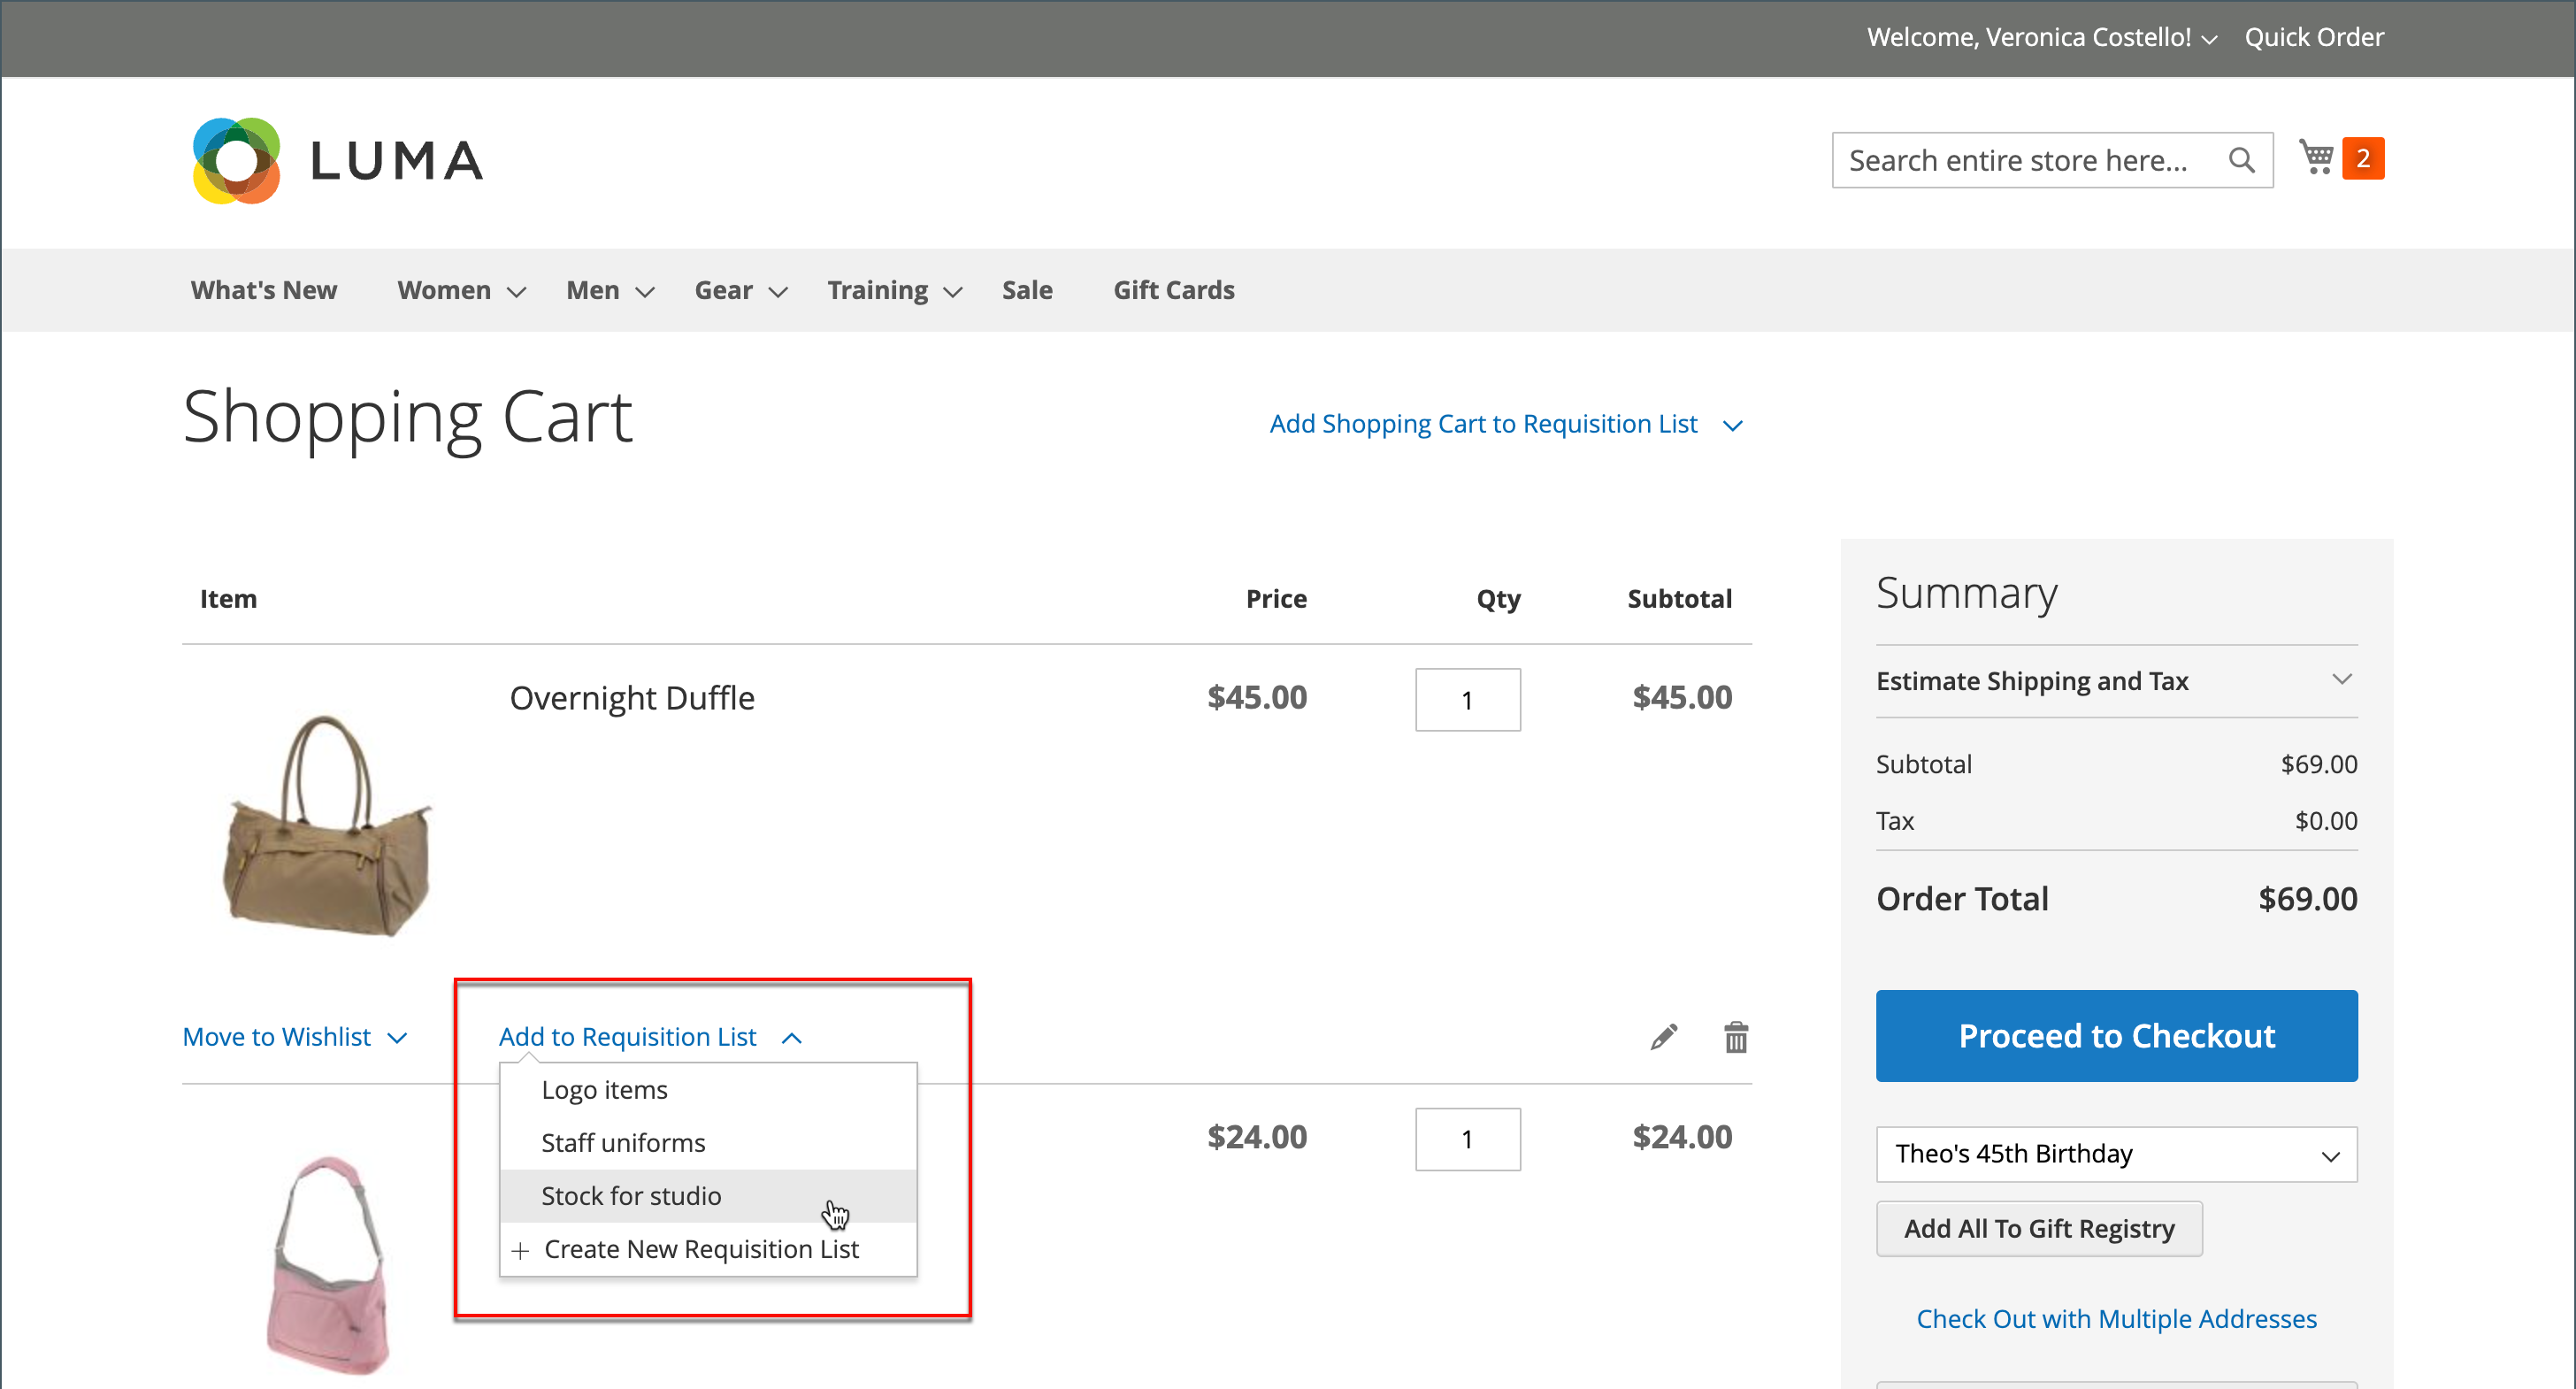 Welcome, Veronica Costello! Quick Order
LUMA
Search entire store here... 2
What's New Women Men Gear Training Sale Gift Cards
Shopping Cart
Add Shopping Cart to Requisition List
Item Price Qty Subtotal
Overnight Duffle $45.00 1 $45.00
Move to Wishlist Add to Requisition List
Logo items
Staff uniforms
Stock for studio
+ Create New Requisition List
$24.00 1 $24.00
Summary
Estimate Shipping and Tax
Subtotal $69.00
Tax $0.00
Order Total $69.00
Proceed to Checkout
Theo's 45th Birthday
Add All To Gift Registry
Check Out with Multiple Addresses